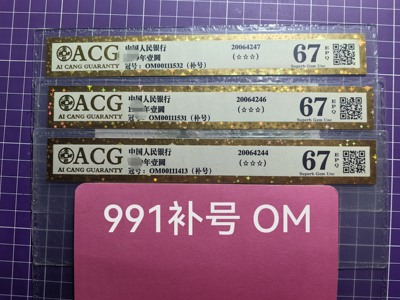 ACG
AI CANG GUARANTY
中国人民银行
年壹圆
冠号：OM00111532（补号）
20064247
(☆☆☆)
67 EPQ
Superb Gem Unc
ACG
AI CANG GUARANTY
中国人民银行
年壹圆
冠号：OM00111531（补号）
20064246
(☆☆☆)
67 EPQ
Superb Gem Unc
ACG
AI CANG GUARANTY
中国人民银行
年壹圆
冠号：OM00111413（补号）
20064244
(☆☆☆)
67 EPQ
Superb Gem Unc
991补号 OM